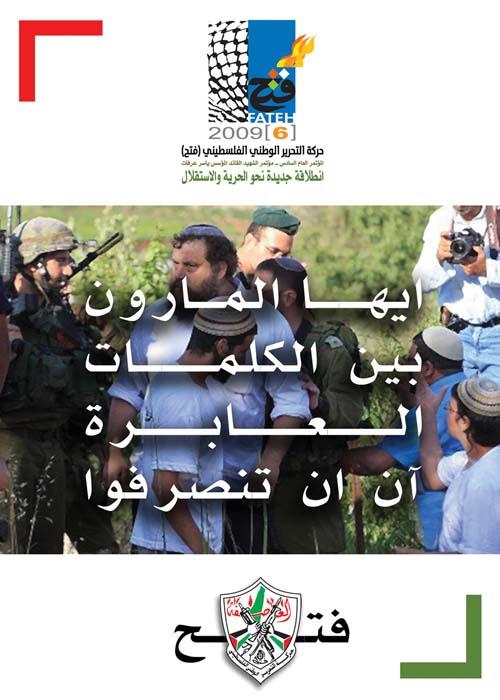 فتح
FATEH
2009[6]
حركة التحرير الوطني الفلسطيني (فتح)
المؤتمر العام السادس _ مؤتمر الشهيد القائد المؤسس ياسر عرفات
انطلاقة جديدة نحو الحرية والاستقلال
ايها المارون
بين الكلمات
العابرة
آن ان تنصرفوا
العاصفة
فتح